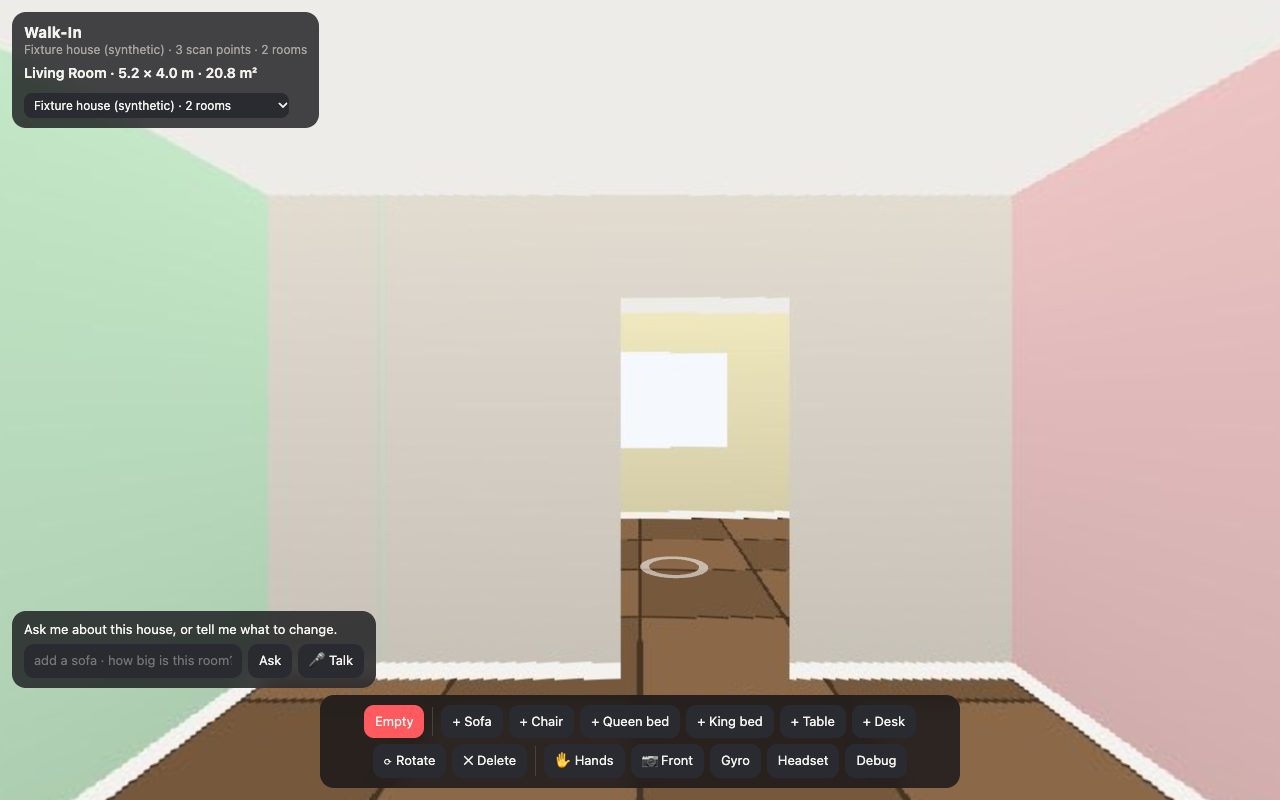 Walk-In
Fixture house (synthetic) · 3 scan points · 2 rooms
Living Room · 5.2 × 4.0 m · 20.8 m²
Fixture house (synthetic) · 2 rooms
Ask me about this house, or tell me what to change.
add a sofa · how big is this room
Ask
🎤 Talk
Empty
+ Sofa
+ Chair
+ Queen bed
+ King bed
+ Table
+ Desk
⟳ Rotate
✕ Delete
✋ Hands
📷 Front
Gyro
Headset
Debug